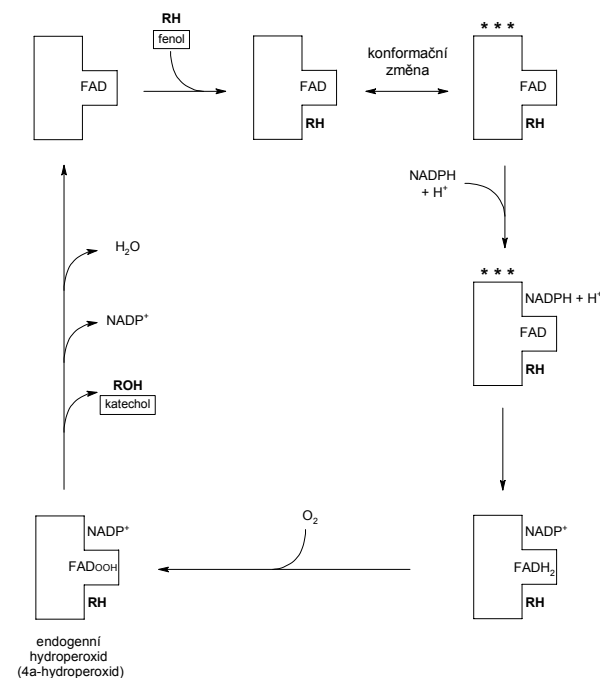 RH
fenol
FAD
FAD
RH
konformační
změna
* * *
FAD
RH
NADPH
+ H⁺
* * *
NADPH + H⁺
FAD
RH
NADP⁺
FADH₂
RH
O₂
NADP⁺
FADOOH
RH
endogenní
hydroperoxid
(4a-hydroperoxid)
ROH
katechol
NADP⁺
H₂O